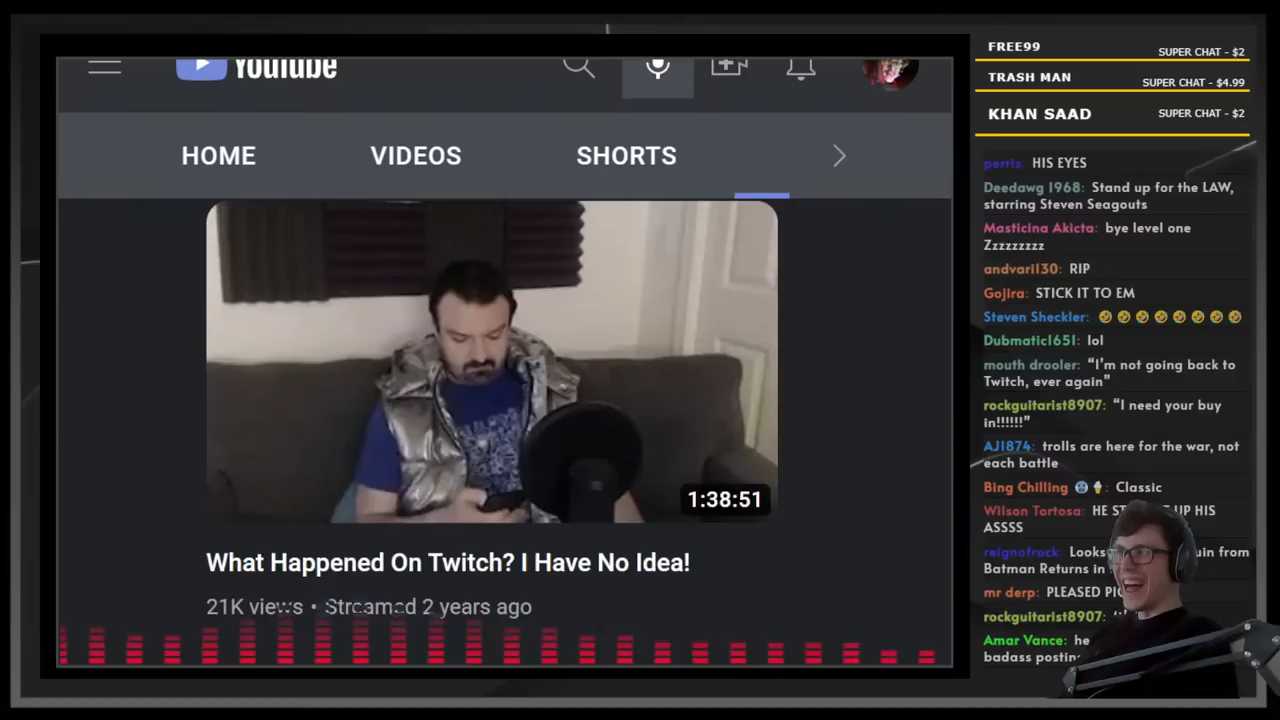 YouTube
HOME
VIDEOS
SHORTS
1:38:51
What Happened On Twitch? I Have No Idea!
21K views • Streamed 2 years ago
FREE99
SUPER CHAT - $2
TRASH MAN
SUPER CHAT - $4.99
KHAN SAAD
SUPER CHAT - $2
perris: HIS EYES
Deedawg 1968: Stand up for the LAW,
starring Steven Seagouts
Masticina Akicta: bye level one
Zzzzzzzz
andvari130: RIP
Gojira: STICK IT TO EM
Steven Sheckler: 🤣🤣🤣🤣🤣🤣🤣🤣
Dubmatic1651: lol
mouth drooler: “I’m not going back to
Twitch, ever again”
rockguitarist8907: “I need your buy
in!!!!!!”
AJ1874: trolls are here for the war, not
each battle
Bing Chilling 🥶🍦: Classic
Wilson Tortosa: HE UP HIS
ASSSS
reignofrock: Looks from
Batman Returns in
mr derp: PLEASED
rockguitarist8907:
Amar Vance: he
badass